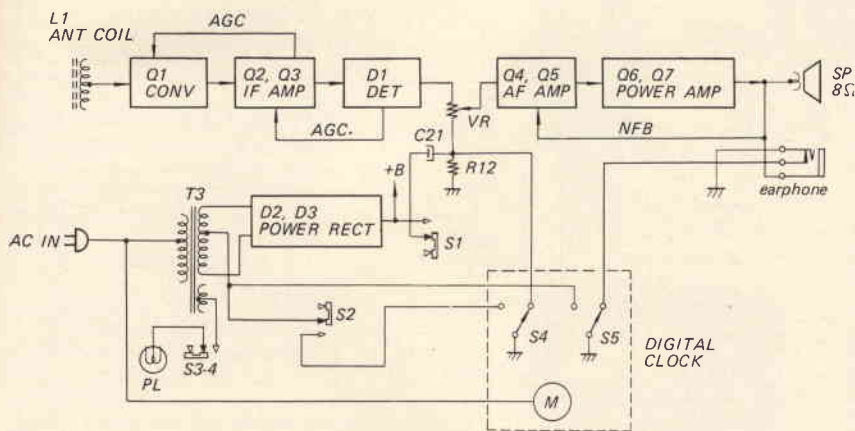 L1
ANT COIL
AGC
Q1
CONV
Q2, Q3
IF AMP
D1
DET
AGC.
VR
Q4, Q5
AF AMP
Q6, Q7
POWER AMP
SP
8Ω
NFB
C21
R12
+B
earphone
T3
D2, D3
POWER RECT
AC IN
S1
S2
S4
S5
DIGITAL
CLOCK
PL
S3-4
M